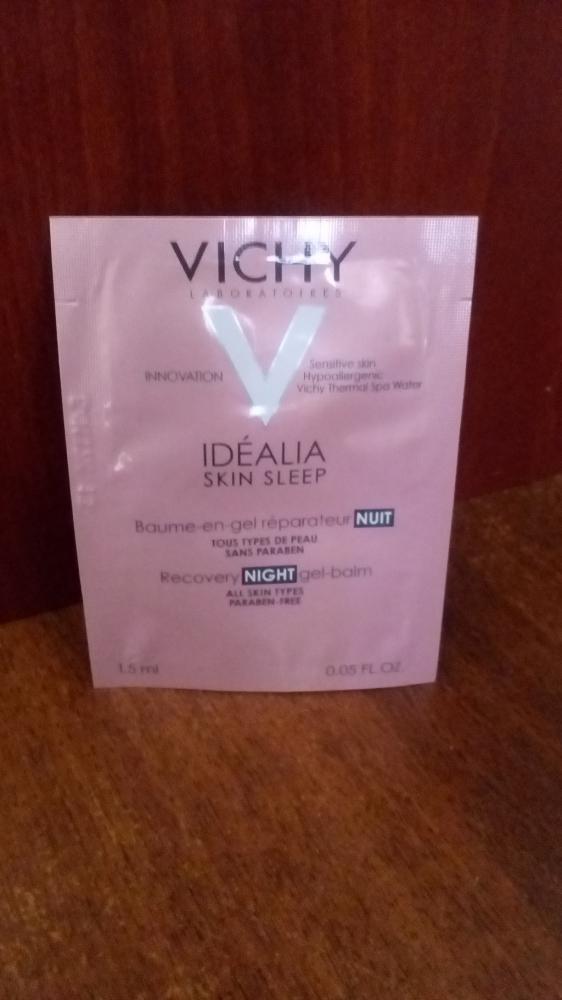 VICHY
LABORATOIRES
INNOVATION
Sensitive skin
Hypoallergenic
Vichy Thermal Spa Water
IDÉALIA
SKIN SLEEP
Baume-en-gel réparateur NUIT
TOUS TYPES DE PEAU
SANS PARABEN
Recovery NIGHT gel-balm
ALL SKIN TYPES
PARABEN-FREE
1.5 ml 0.05 FL.OZ.